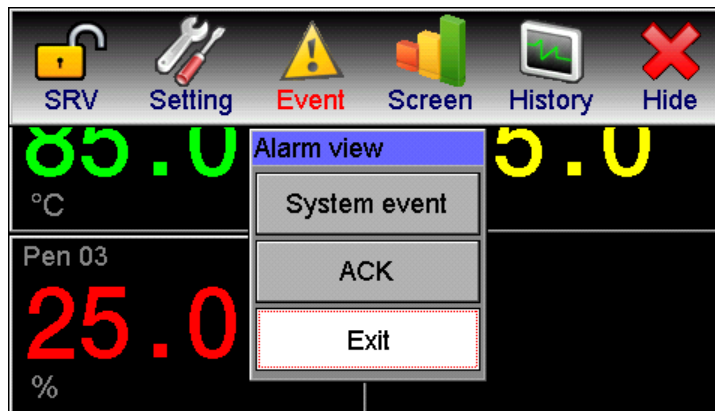 SRV Setting Event Screen History Hide
85.0
Alarm view
5.0
°C
System event
Pen 03
ACK
25.0
Exit
%